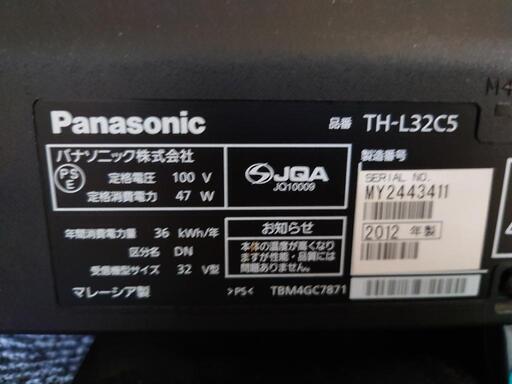 Panasonic
品番 TH-L32C5
PS
E
パナソニック株式会社
定格電圧 100 V
定格消費電力 47 W
JQA
JQ10009
製造番号
SERIAL NO.
MY2443411
2012 年製
年間消費電力量 36 kWh/年
区分名 DN
受信機型サイズ 32 V型
お知らせ
本体の温度が高くなり
ますが性能・品質には
問題ありません。
マレーシア製
>PS< TBM4GC7871